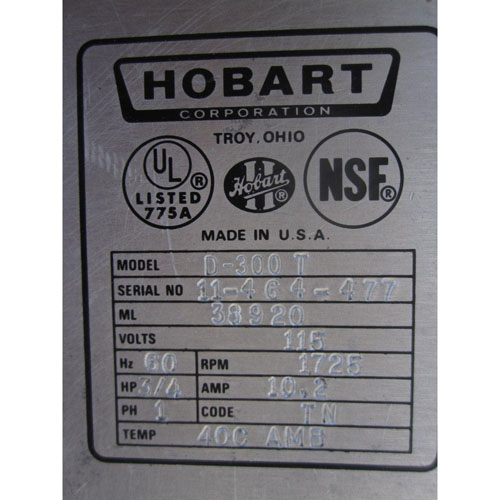 HOBART
CORPORATION
TROY, OHIO
UL ® LISTED 775A
Hobart ®
NSF®
MADE IN U.S.A.
MODEL D-300 T
SERIAL NO 11-464-477
ML 38920
VOLTS 115
Hz 60 RPM 1725
HP 3/4 AMP 10.2
PH 1 CODE TN
TEMP 40C AMB